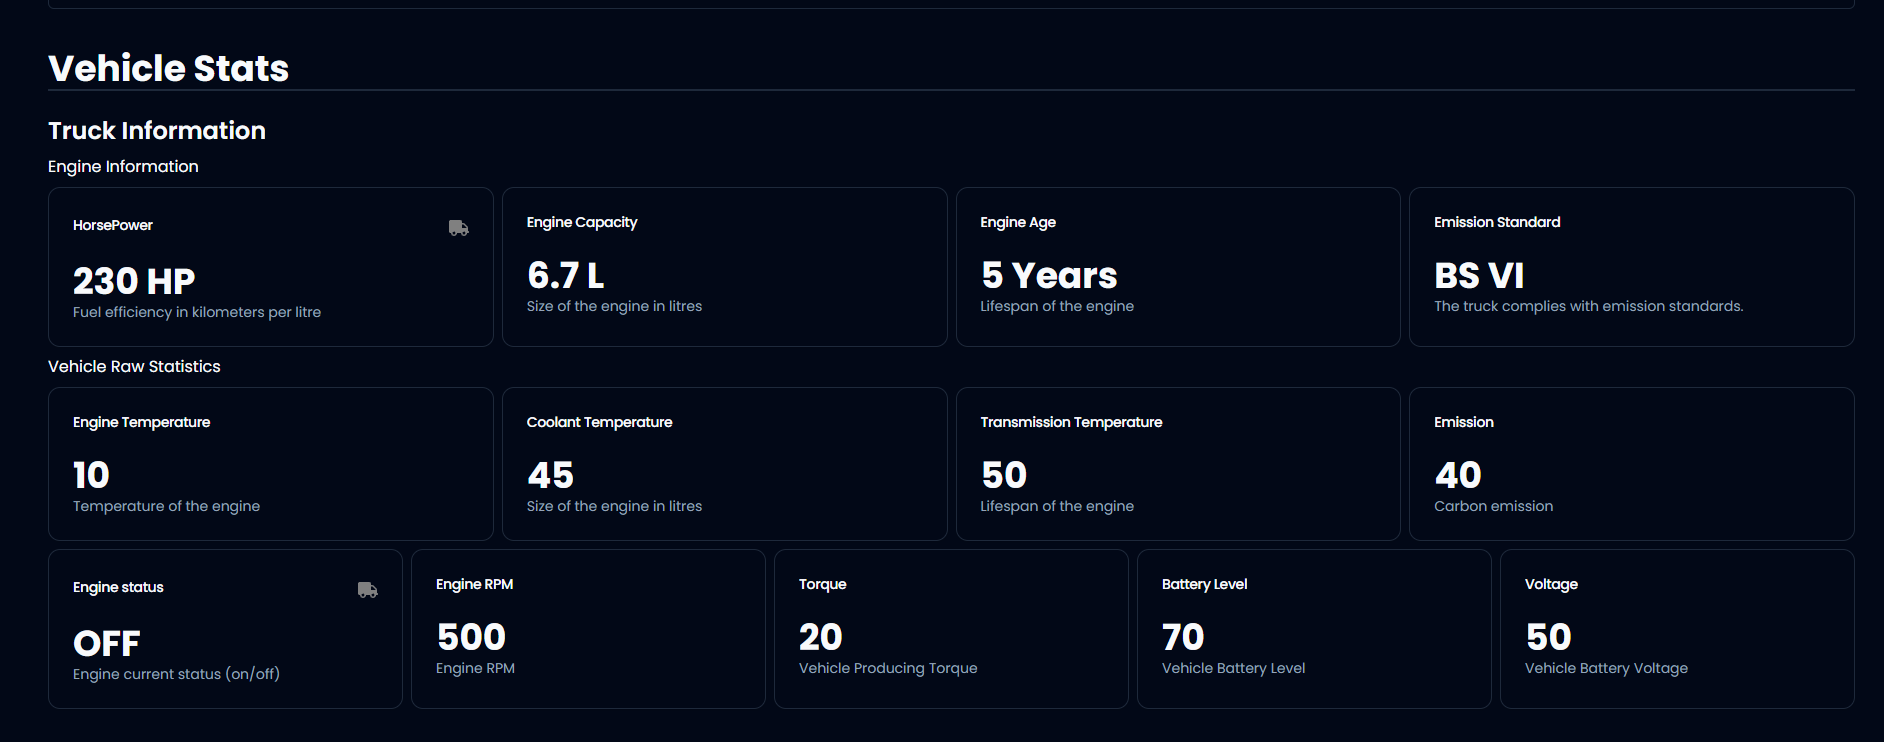 Vehicle Stats
Truck Information
Engine Information
HorsePower
230 HP
Fuel efficiency in kilometers per litre
Engine Capacity
6.7 L
Size of the engine in litres
Engine Age
5 Years
Lifespan of the engine
Emission Standard
BS VI
The truck complies with emission standards.
Vehicle Raw Statistics
Engine Temperature
10
Temperature of the engine
Coolant Temperature
45
Size of the engine in litres
Transmission Temperature
50
Lifespan of the engine
Emission
40
Carbon emission
Engine status
OFF
Engine current status (on/off)
Engine RPM
500
Engine RPM
Torque
20
Vehicle Producing Torque
Battery Level
70
Vehicle Battery Level
Voltage
50
Vehicle Battery Voltage